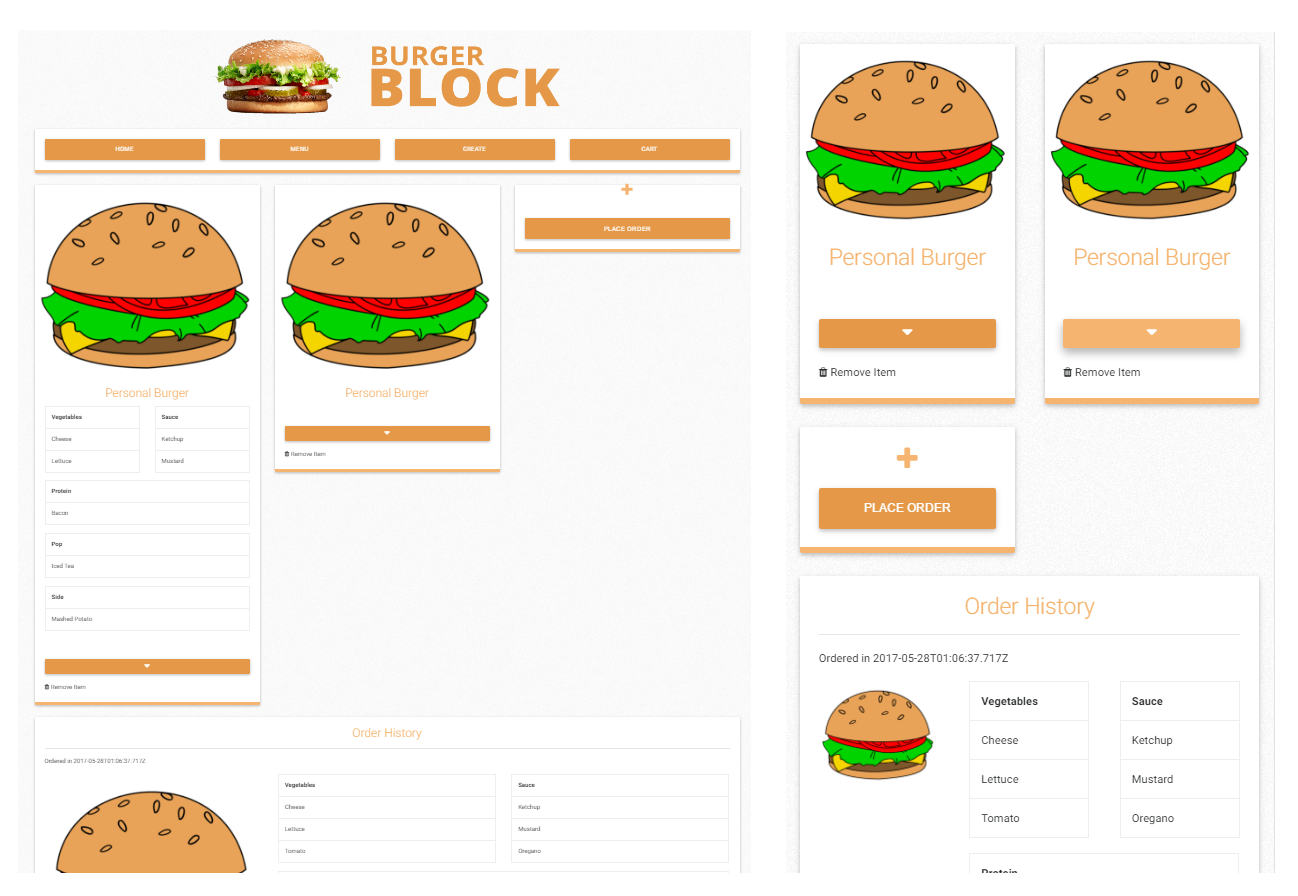 BURGER
BLOCK
HOME MENU CREATE CART
PLACE ORDER
Personal Burger
Vegetables Sauce
Cheese Ketchup
Lettuce Mustard
Protein
Bacon
Pop
Iced Tea
Side
Mashed Potato
Remove Item
Personal Burger
Remove Item
Order History
Ordered in 2017-05-28T01:06:37.717Z
Vegetables Sauce
Cheese Ketchup
Lettuce Mustard
Tomato Oregano
Personal Burger Personal Burger
Remove Item Remove Item
PLACE ORDER
Order History
Ordered in 2017-05-28T01:06:37.717Z
Vegetables Sauce
Cheese Ketchup
Lettuce Mustard
Tomato Oregano
Protein